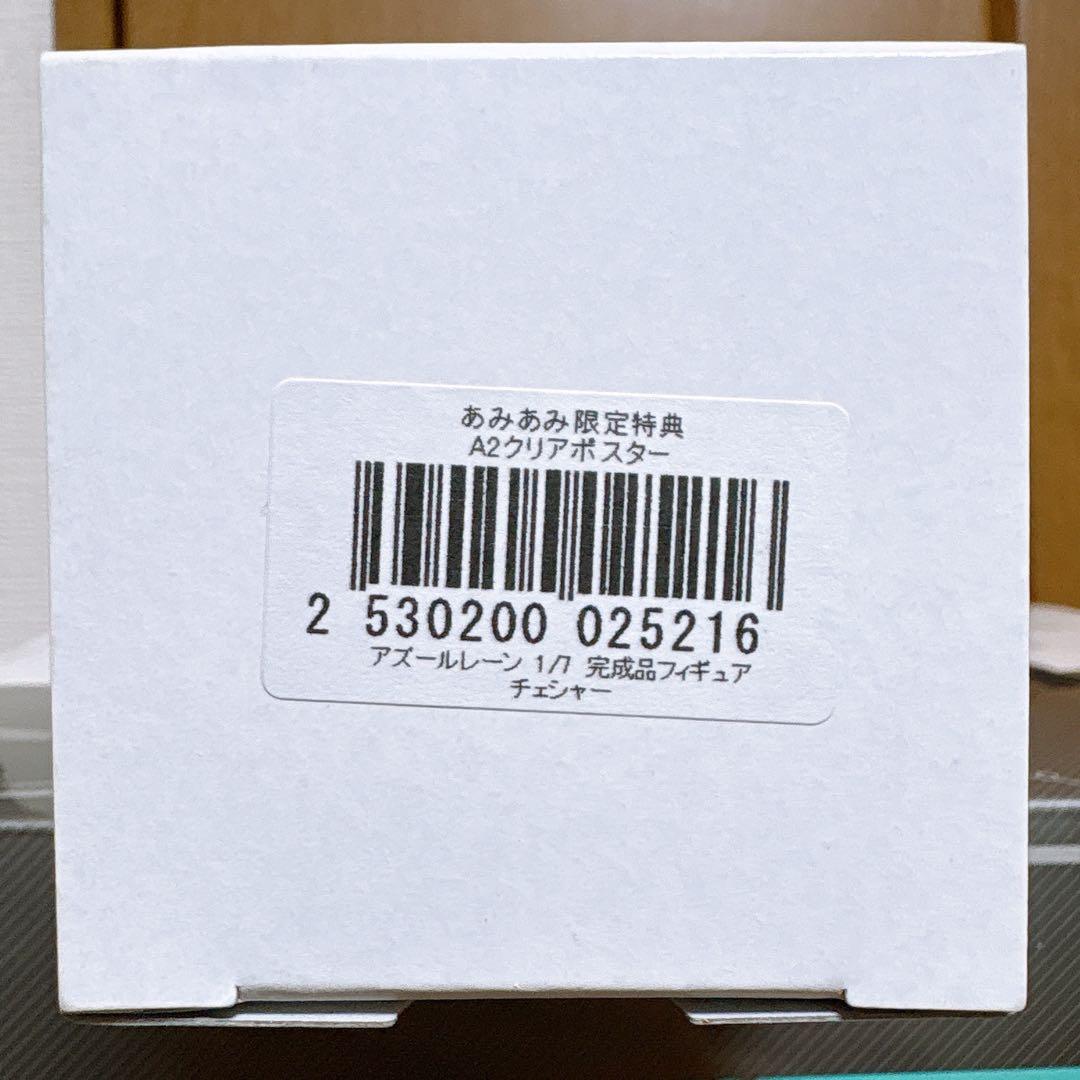 あみあみ限定特典
A2クリアポスター
2 530200 025216
アズールレーン 1/7 完成品フィギュア
チェシャー